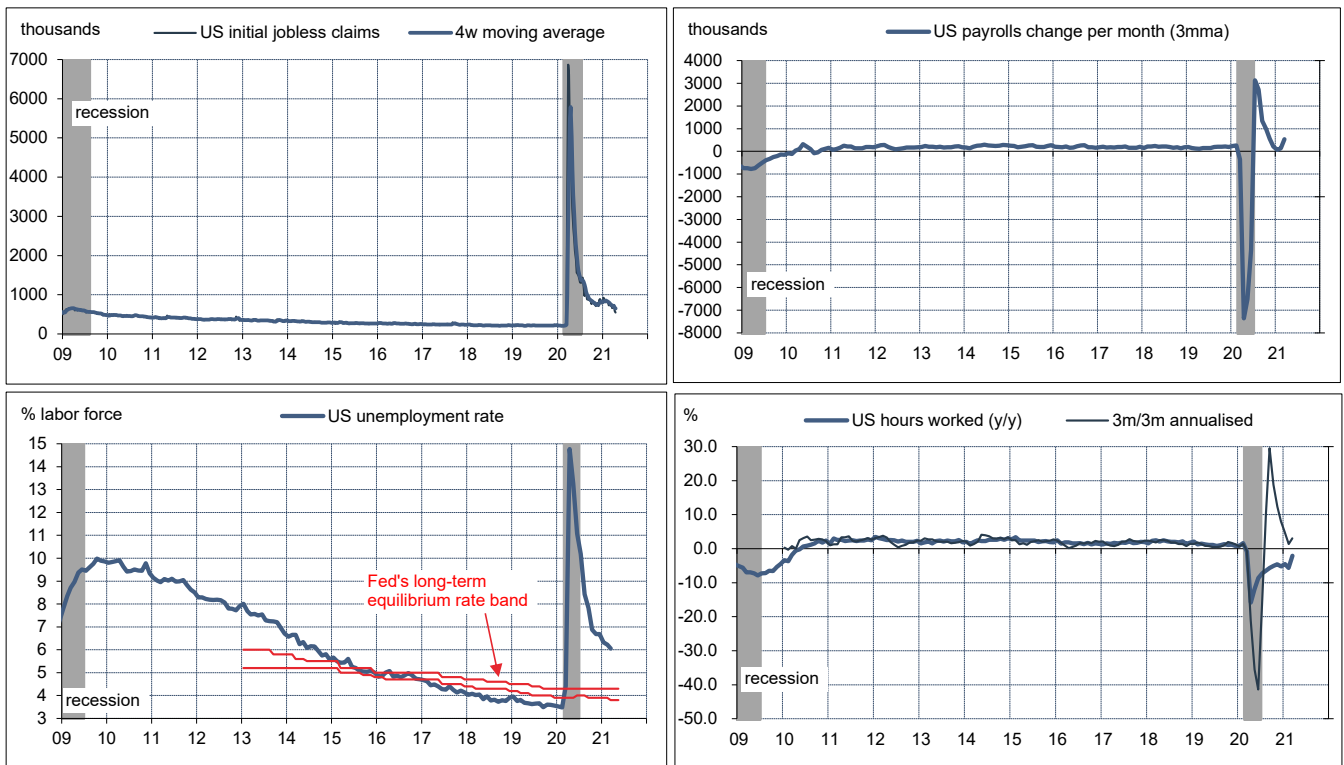 thousands
US initial jobless claims 4w moving average
7000
6000
5000
4000
3000
2000
1000
0
recession
09 10 11 12 13 14 15 16 17 18 19 20 21
thousands
US payrolls change per month (3mma)
4000
3000
2000
1000
0
-1000
-2000
-3000
-4000
-5000
-6000
-7000
-8000
recession
09 10 11 12 13 14 15 16 17 18 19 20 21
% labor force
US unemployment rate
15
14
13
12
11
10
9
8
7
6
5
4
3
Fed's long-term
equilibrium rate band
recession
09 10 11 12 13 14 15 16 17 18 19 20 21
%
US hours worked (y/y) 3m/3m annualised
30.0
20.0
10.0
0.0
-10.0
-20.0
-30.0
-40.0
-50.0
recession
09 10 11 12 13 14 15 16 17 18 19 20 21